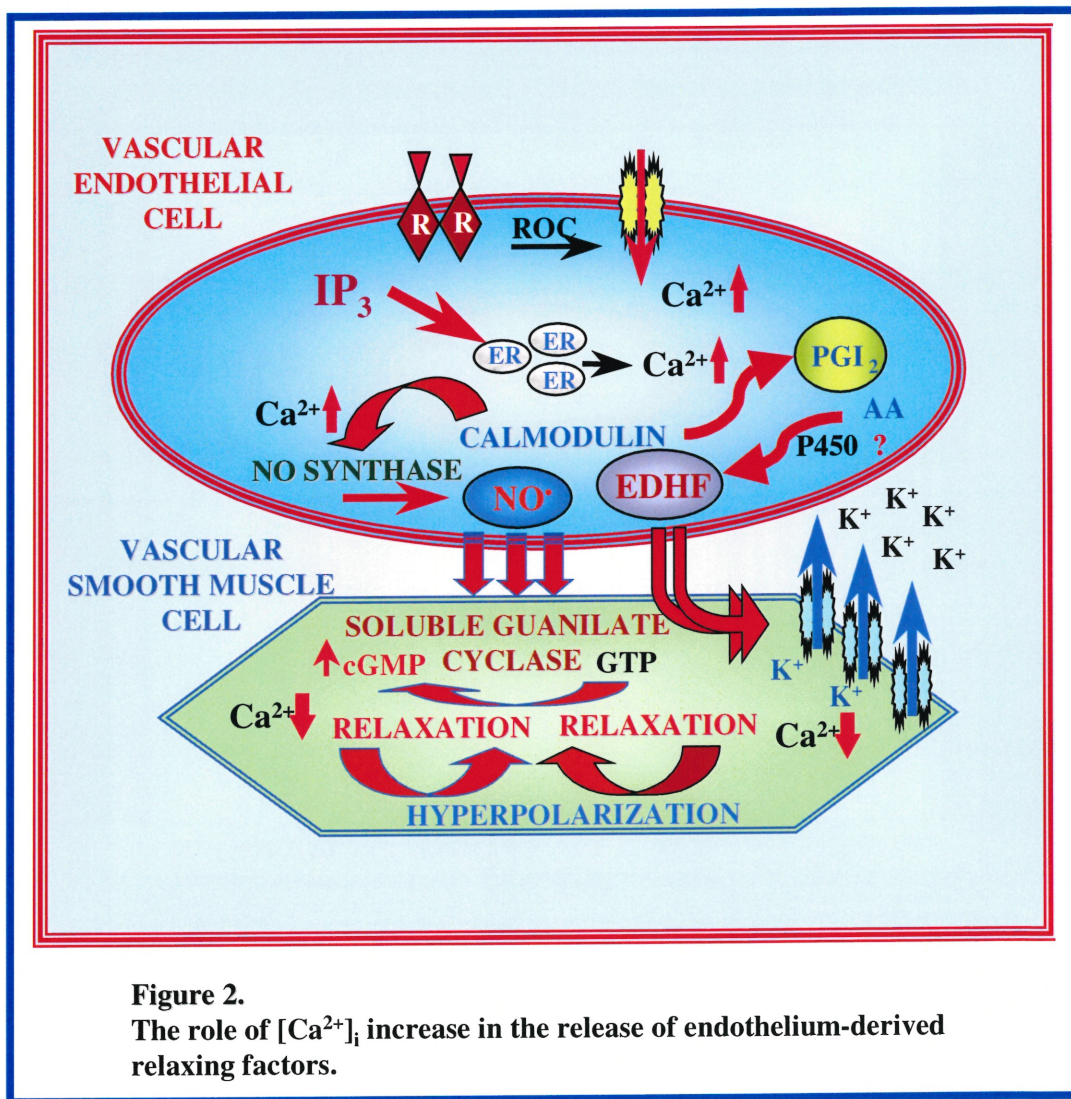 VASCULAR
ENDOTHELIAL
CELL
R R
ROC
Ca²⁺
IP₃
ER
ER
ER
Ca²⁺
PGI₂
Ca²⁺
AA
CALMODULIN
P450 ?
NO SYNTHASE
NO•
EDHF
K⁺
K⁺
K⁺
K⁺
K⁺
VASCULAR
SMOOTH MUSCLE
CELL
SOLUBLE GUANILATE
cGMP CYCLASE GTP
K⁺
K⁺
Ca²⁺
RELAXATION RELAXATION
Ca²⁺
HYPERPOLARIZATION
Figure 2.
The role of [Ca²⁺]ᵢ increase in the release of endothelium-derived
relaxing factors.